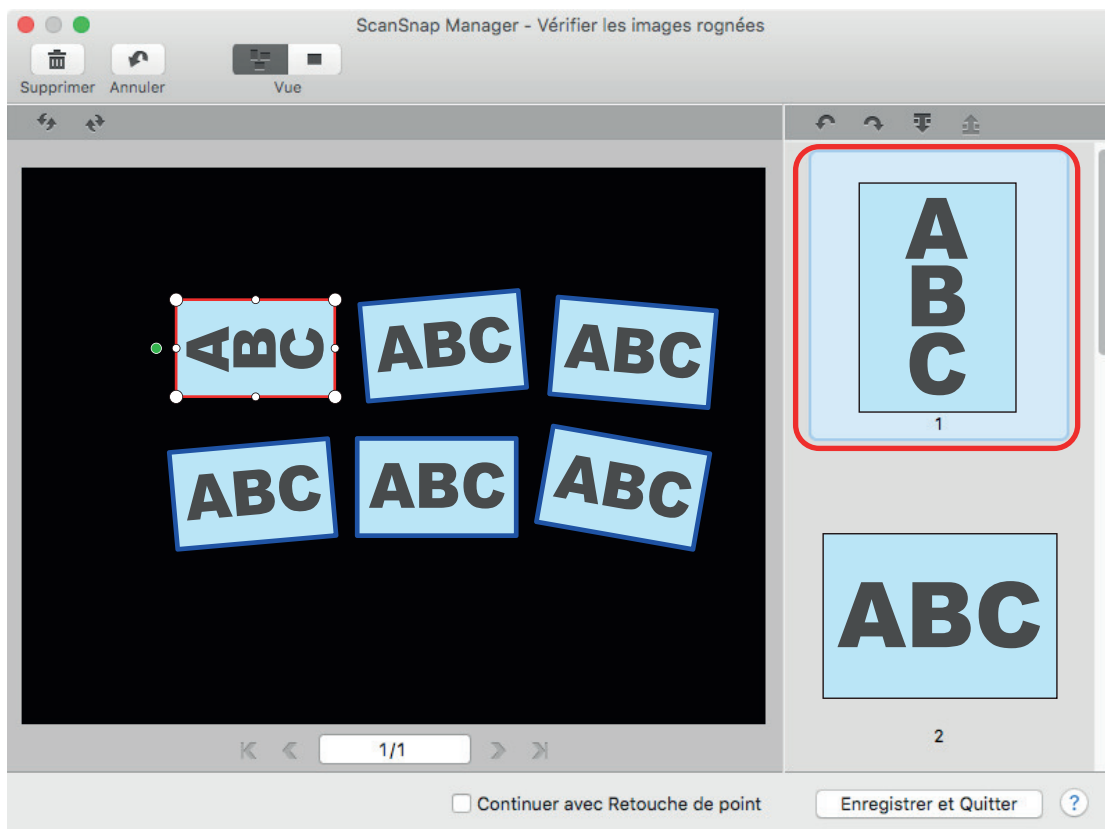 ScanSnap Manager - Vérifier les images rognées
Supprimer Annuler Vue
ABC ABC ABC
ABC ABC ABC
A
B
C
1
ABC
2
1/1
Continuer avec Retouche de point Enregistrer et Quitter ?